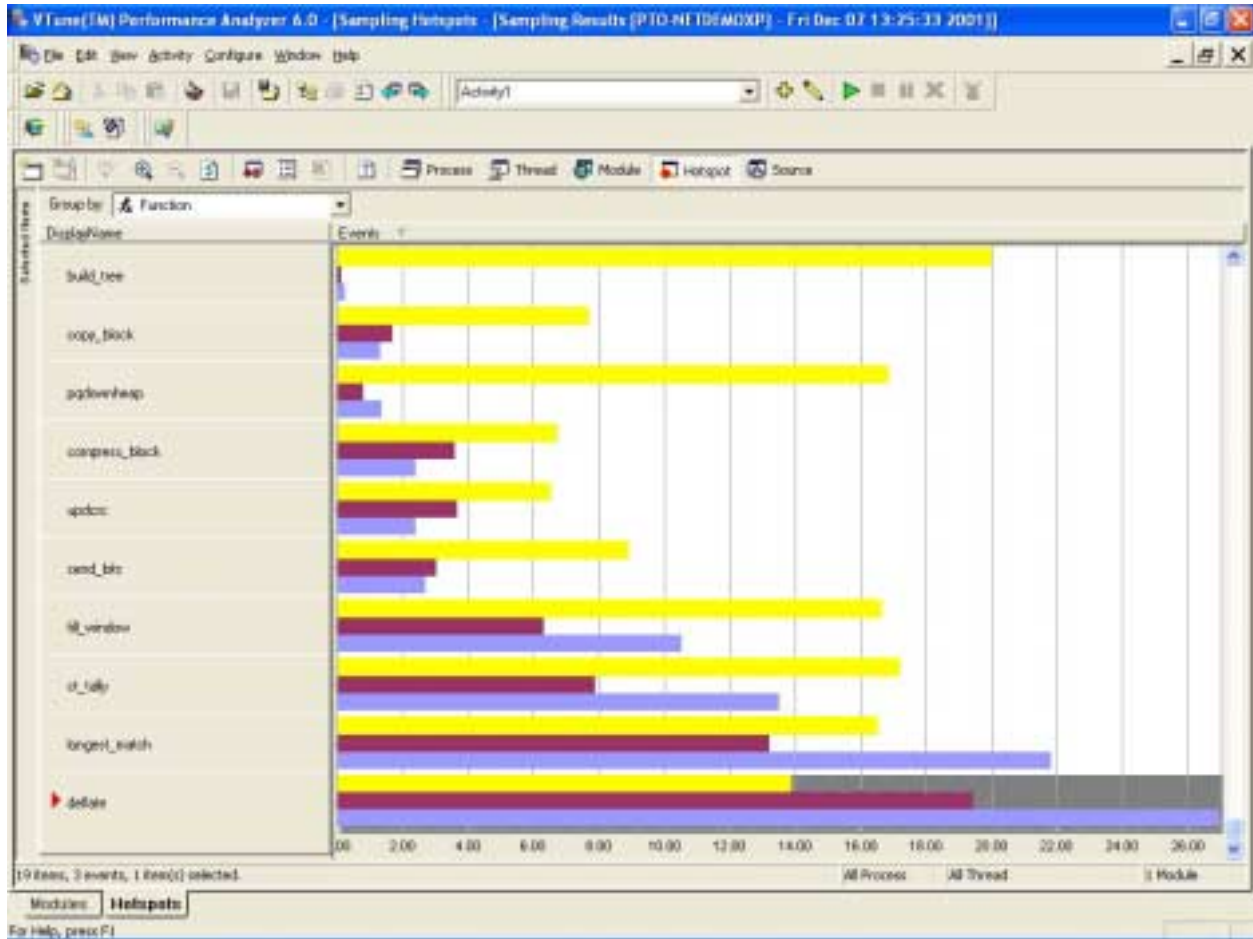 VTune(TM) Performance Analyzer 6.0 - [Sampling Hotspots - [Sampling Results [PTO-NETDEMOXP] - Fri Dec 07 13:25:33 2001]]
File Edit View Activity Configure Window Help
Activity1
Process Thread Module Hotspot Source
Selected Items
Group by Function
DisplayName Events
build_tree
copy_block
pqdownheap
compress_block
updcrc
send_bits
fill_window
ct_tally
longest_match
deflate
.00 2.00 4.00 6.00 8.00 10.00 12.00 14.00 16.00 18.00 20.00 22.00 24.00 26.00
19 items, 3 events, 1 item(s) selected. All Process All Thread 1 Module
Modules Hotspots
For Help, press F1